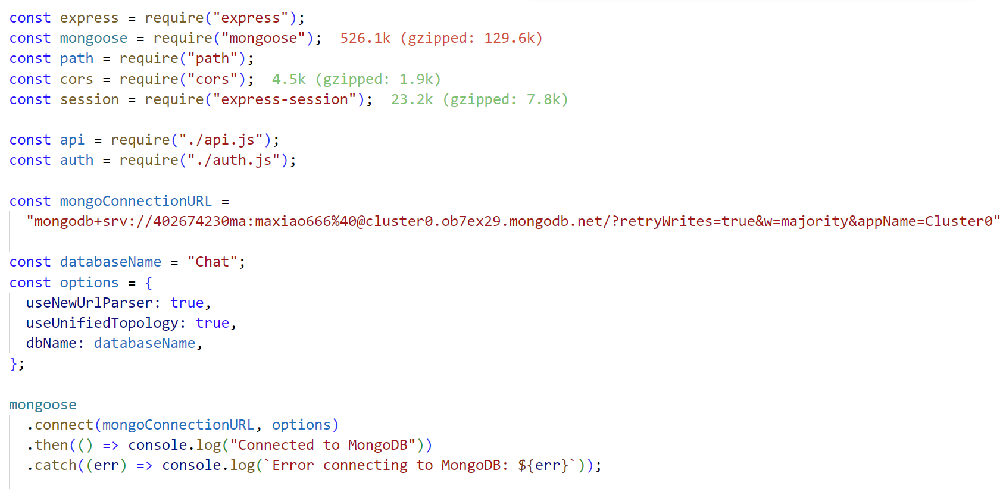 const express = require("express");
const mongoose = require("mongoose");  526.1k (gzipped: 129.6k)
const path = require("path");
const cors = require("cors");  4.5k (gzipped: 1.9k)
const session = require("express-session");  23.2k (gzipped: 7.8k)
const api = require("./api.js");
const auth = require("./auth.js");
const mongoConnectionURL =
"mongodb+srv://402674230ma:maxiao666%40@cluster0.ob7ex29.mongodb.net/?retryWrites=true&w=majority&appName=Cluster0"
const databaseName = "Chat";
const options = {
useNewUrlParser: true,
useUnifiedTopology: true,
dbName: databaseName,
};
mongoose
.connect(mongoConnectionURL, options)
.then(() => console.log("Connected to MongoDB"))
.catch((err) => console.log(`Error connecting to MongoDB: ${err}`));